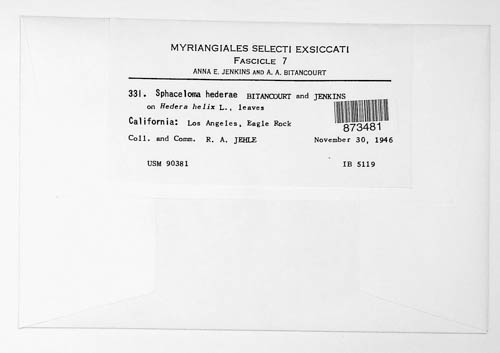 MYRIANGIALES SELECTI EXSICCATI
FASCICLE 7
ANNA E. JENKINS AND A. A. BITANCOURT
331. Sphaceloma hederae BITANCOURT and JENKINS
on Hedera helix L., leaves
California: Los Angeles, Eagle Rock
873481
Coll. and Comm. R. A. JEHLE November 30, 1946
USM 90381 IB 5119